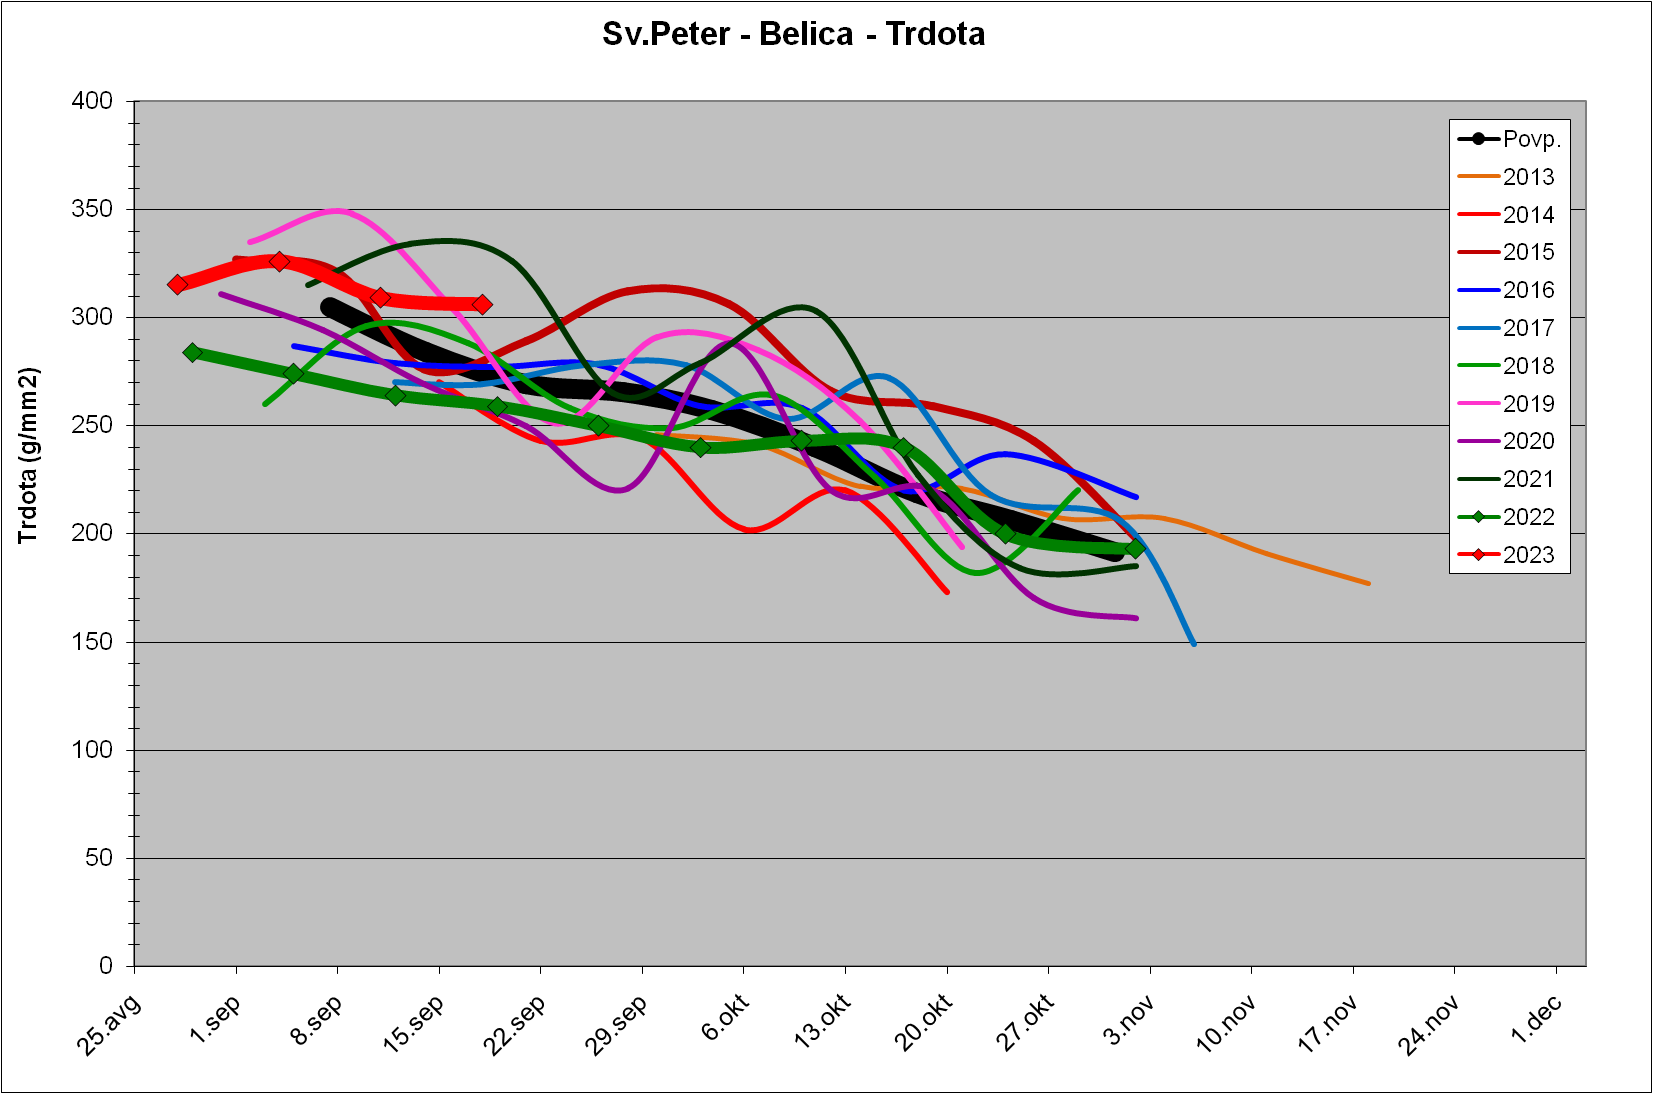 Sv.Peter - Belica - Trdota
Trdota (g/mm2)
400
350
300
250
200
150
100
50
0
25.avg
1.sep
8.sep
15.sep
22.sep
29.sep
6.okt
13.okt
20.okt
27.okt
3.nov
10.nov
17.nov
24.nov
1.dec
Povp.
2013
2014
2015
2016
2017
2018
2019
2020
2021
2022
2023